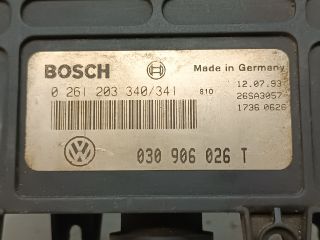 BOSCH Made in Germany
0 261 203 340/341 810 12.07.93
26SA3057
1736 0626
VW 030 906 026 T